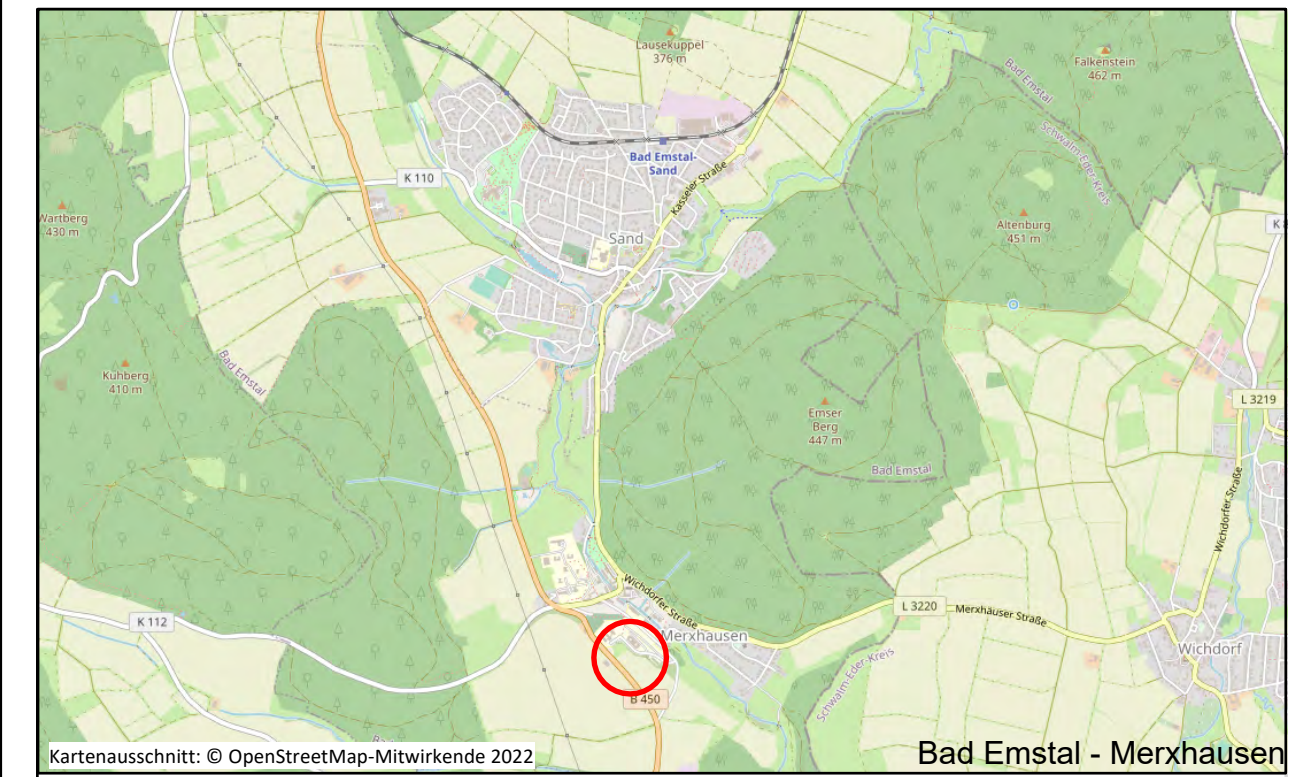 Lausekuppel
376 m
Falkenstein
462 m
Bad Emstal
Schwalm-Eder-Kreis
Bad Emstal-
Sand
K 110
Kasseler Straße
Wartberg
430 m
Altenburg
451 m
Sand
Kuhberg
410 m
Bad Emstal
L 3219
Emser
Berg
447 m
Bad Emstal
Wichdorfer Straße
Wichdorfer Straße
L 3220
Merxhäuser Straße
K 112
Merxhausen
Wichdorf
Schwalm-Eder-Kreis
B 450
Kartenausschnitt: © OpenStreetMap-Mitwirkende 2022
Bad Emstal - Merxhausen